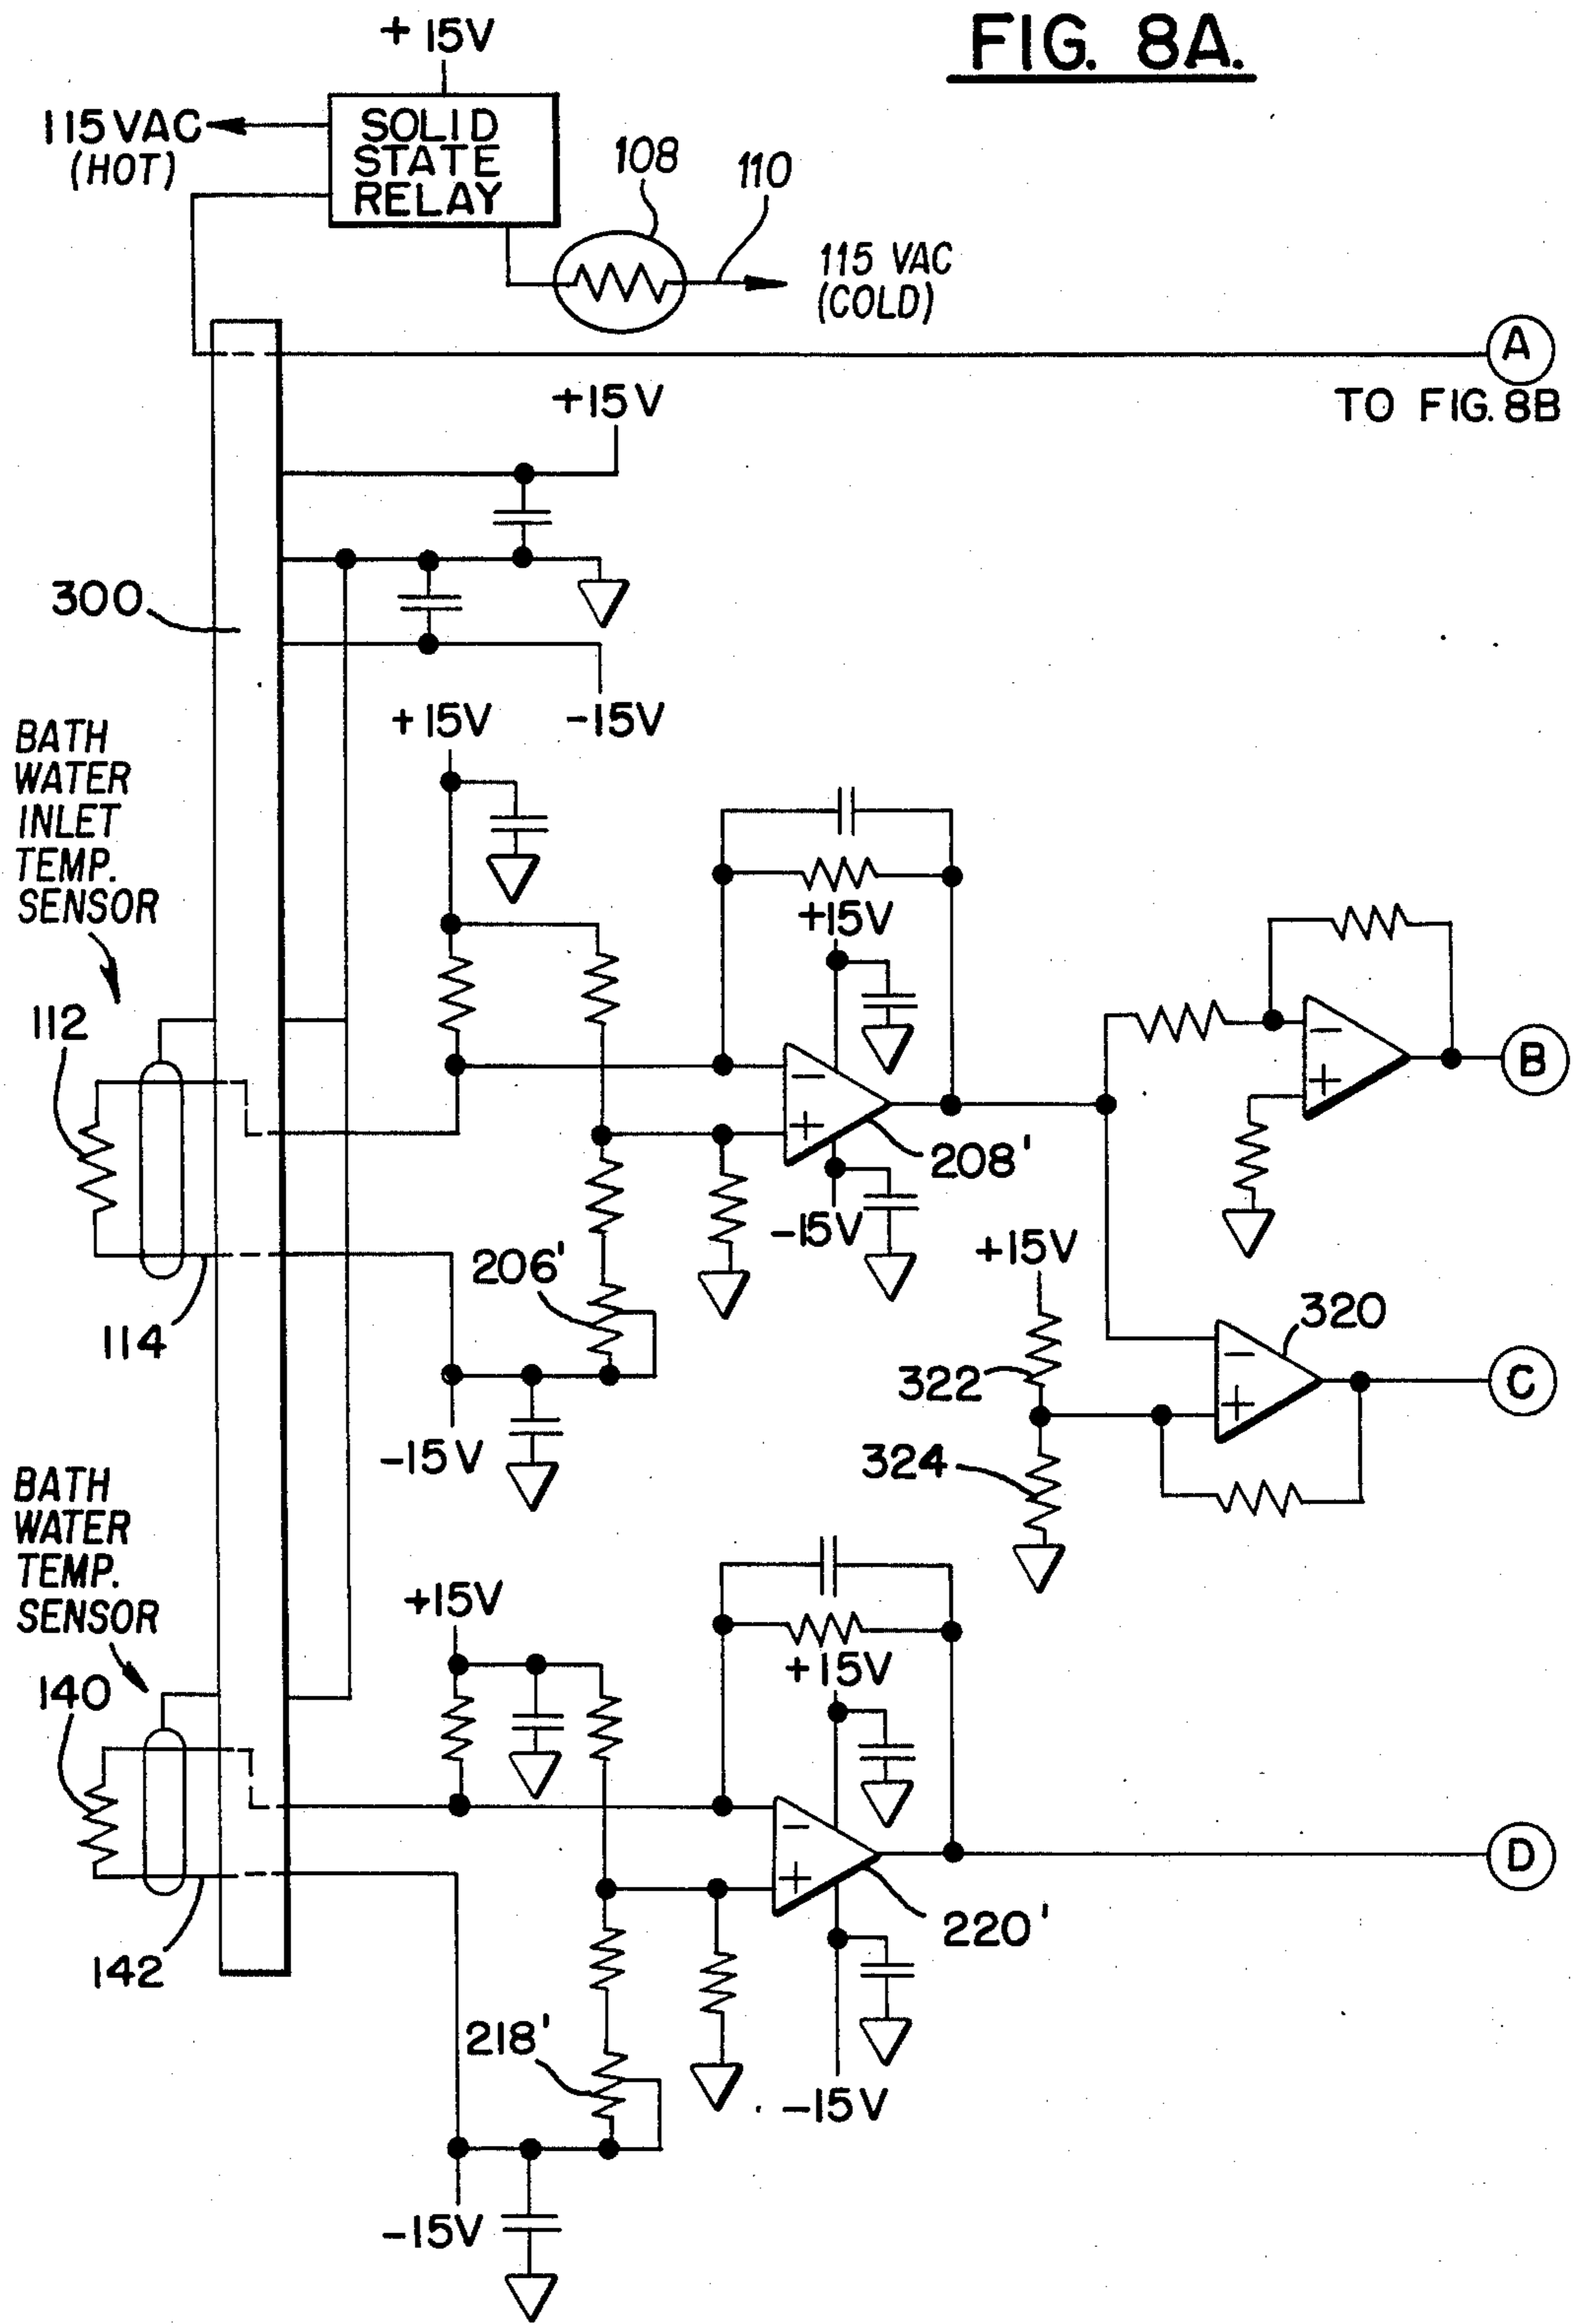 FIG. 8A.
+15V
115VAC
(HOT)
SOLID
STATE
RELAY
108
110
115 VAC
(COLD)
A
TO FIG. 8B
+15V
300
-15V
+15V
BATH
WATER
INLET
TEMP.
SENSOR
+15V
112
−
+
208'
−
+
B
-15V
206'
+15V
114
320
322
−
+
C
-15V
324
BATH
WATER
TEMP.
SENSOR
+15V
+15V
140
−
+
D
220'
142
218'
-15V
-15V